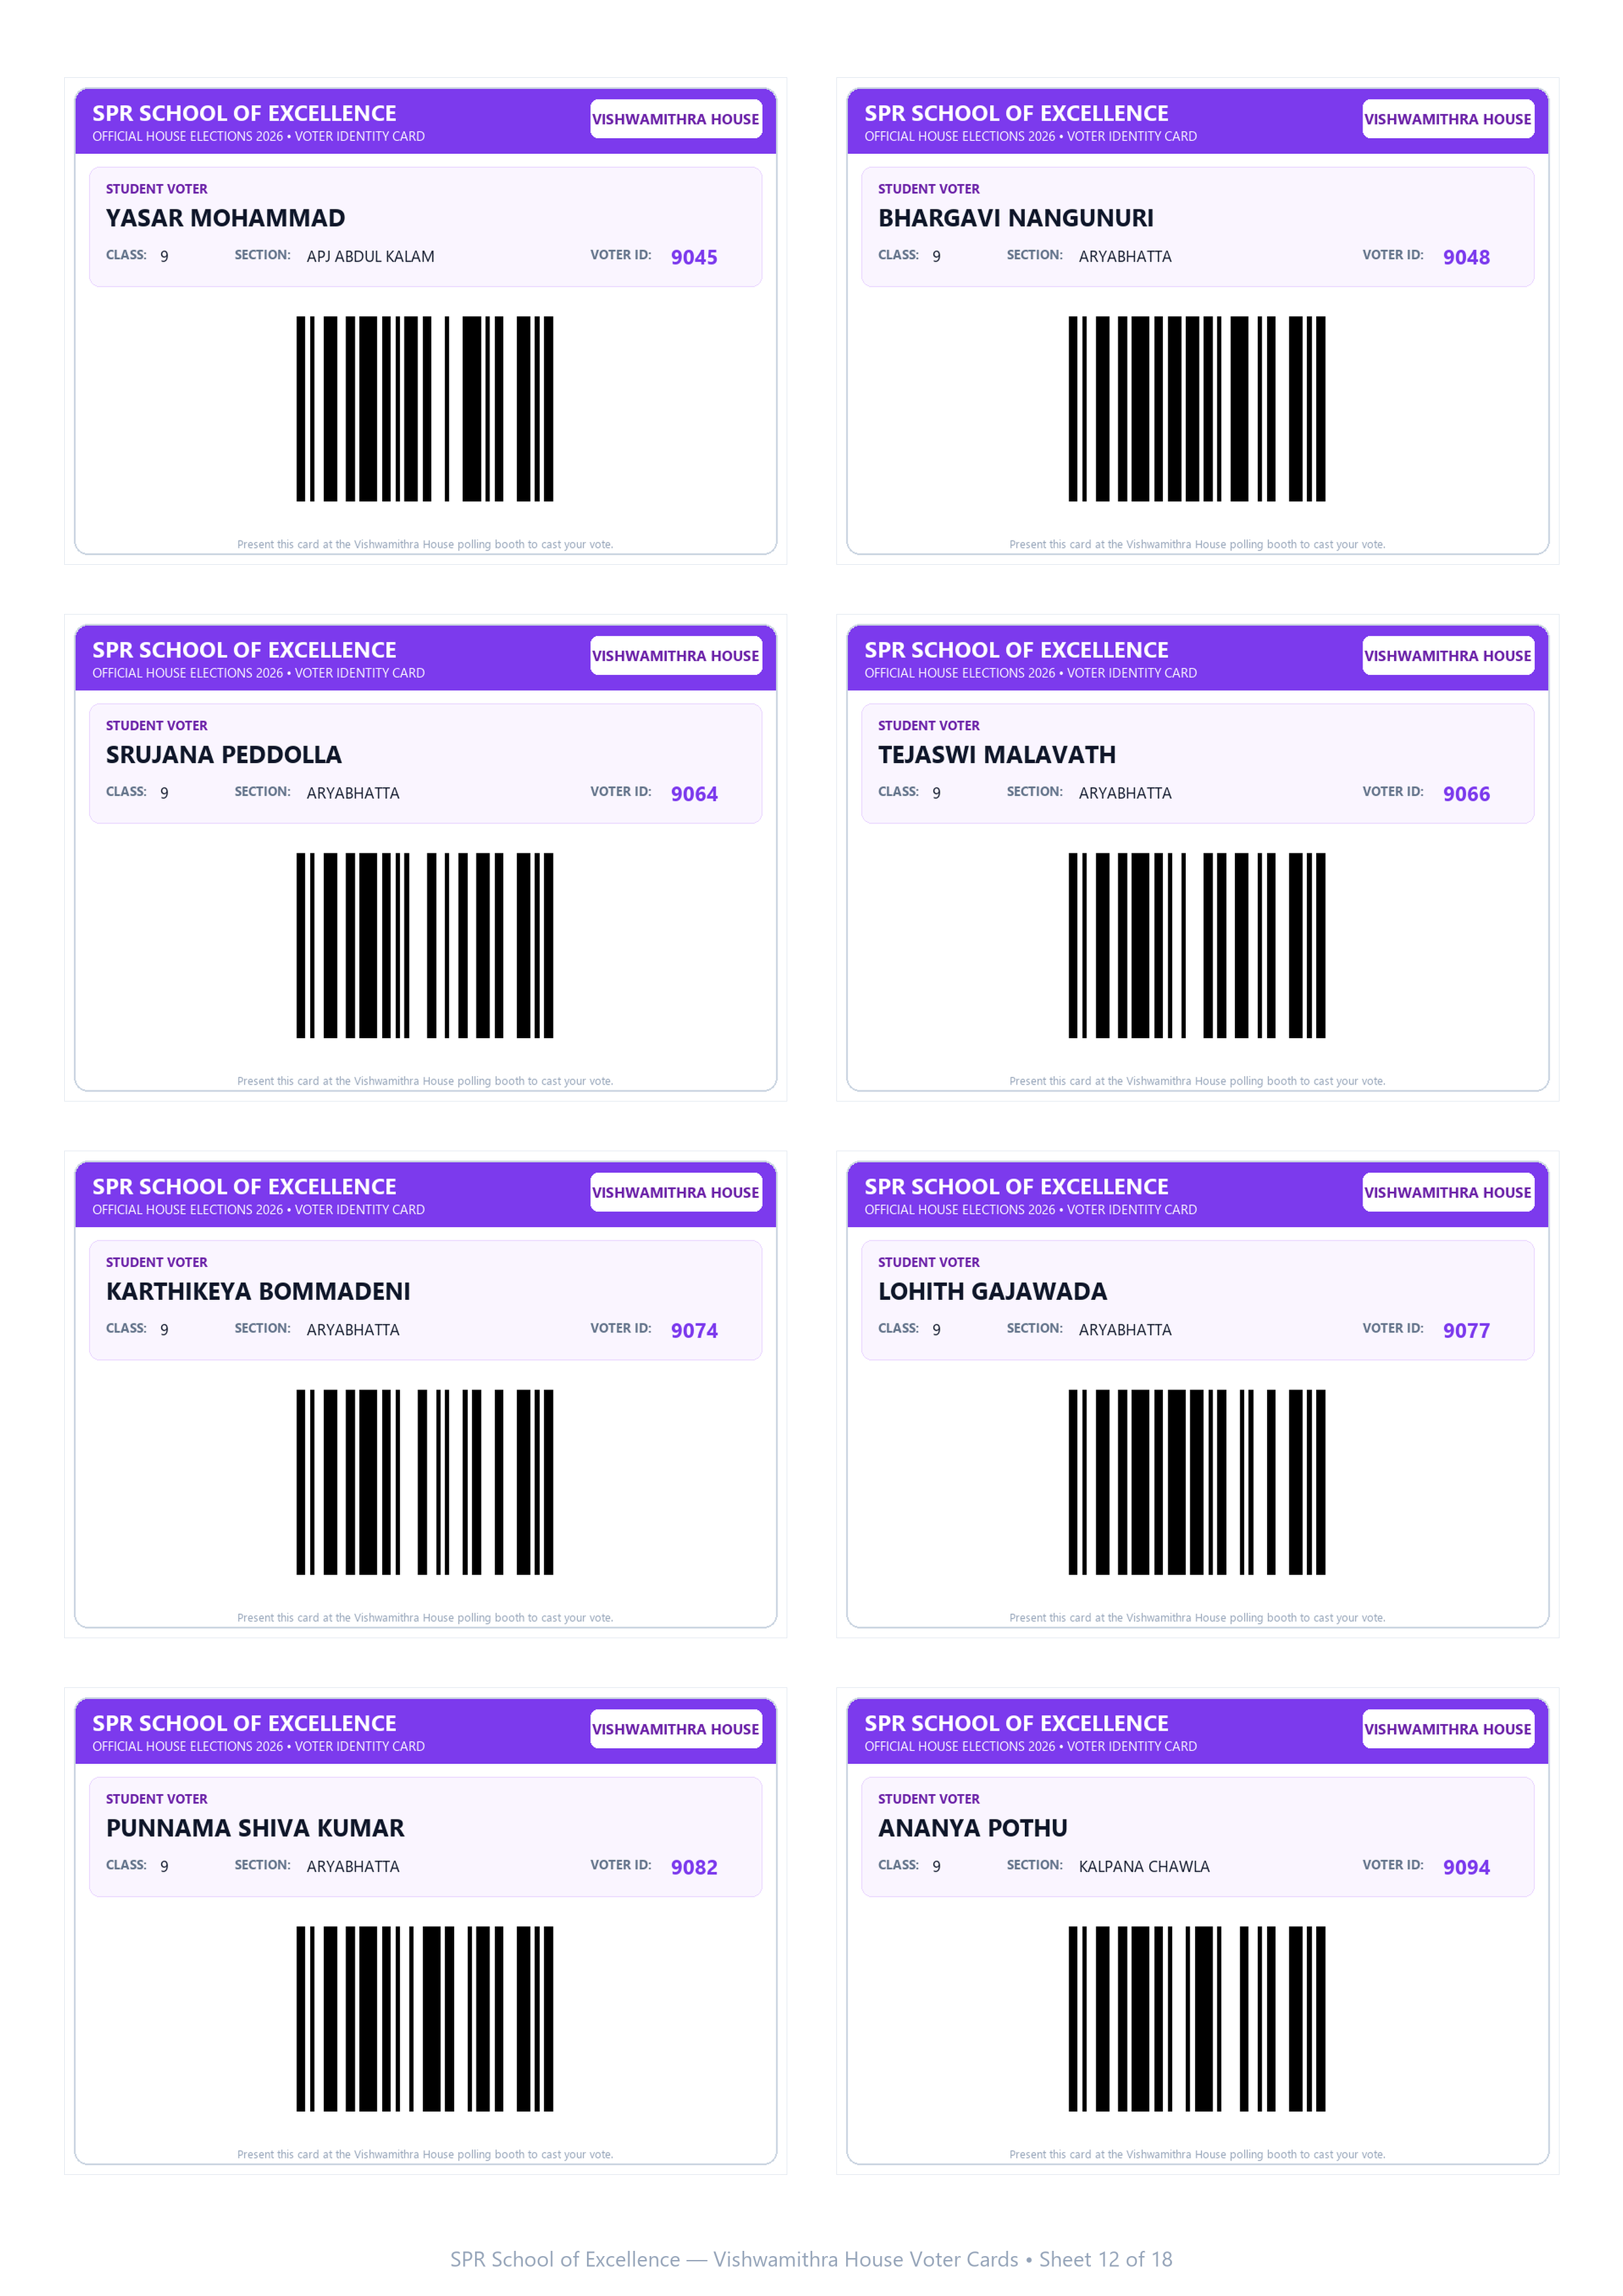 SPR SCHOOL OF EXCELLENCE
OFFICIAL HOUSE ELECTIONS 2026 • VOTER IDENTITY CARD
VISHWAMITHRA HOUSE
STUDENT VOTER
YASAR MOHAMMAD
CLASS: 9 SECTION: APJ ABDUL KALAM VOTER ID: 9045
Present this card at the Vishwamithra House polling booth to cast your vote.
SPR SCHOOL OF EXCELLENCE
OFFICIAL HOUSE ELECTIONS 2026 • VOTER IDENTITY CARD
VISHWAMITHRA HOUSE
STUDENT VOTER
BHARGAVI NANGUNURI
CLASS: 9 SECTION: ARYABHATTA VOTER ID: 9048
Present this card at the Vishwamithra House polling booth to cast your vote.
SPR SCHOOL OF EXCELLENCE
OFFICIAL HOUSE ELECTIONS 2026 • VOTER IDENTITY CARD
VISHWAMITHRA HOUSE
STUDENT VOTER
SRUJANA PEDDOLLA
CLASS: 9 SECTION: ARYABHATTA VOTER ID: 9064
Present this card at the Vishwamithra House polling booth to cast your vote.
SPR SCHOOL OF EXCELLENCE
OFFICIAL HOUSE ELECTIONS 2026 • VOTER IDENTITY CARD
VISHWAMITHRA HOUSE
STUDENT VOTER
TEJASWI MALAVATH
CLASS: 9 SECTION: ARYABHATTA VOTER ID: 9066
Present this card at the Vishwamithra House polling booth to cast your vote.
SPR SCHOOL OF EXCELLENCE
OFFICIAL HOUSE ELECTIONS 2026 • VOTER IDENTITY CARD
VISHWAMITHRA HOUSE
STUDENT VOTER
KARTHIKEYA BOMMADENI
CLASS: 9 SECTION: ARYABHATTA VOTER ID: 9074
Present this card at the Vishwamithra House polling booth to cast your vote.
SPR SCHOOL OF EXCELLENCE
OFFICIAL HOUSE ELECTIONS 2026 • VOTER IDENTITY CARD
VISHWAMITHRA HOUSE
STUDENT VOTER
LOHITH GAJAWADA
CLASS: 9 SECTION: ARYABHATTA VOTER ID: 9077
Present this card at the Vishwamithra House polling booth to cast your vote.
SPR SCHOOL OF EXCELLENCE
OFFICIAL HOUSE ELECTIONS 2026 • VOTER IDENTITY CARD
VISHWAMITHRA HOUSE
STUDENT VOTER
PUNNAMA SHIVA KUMAR
CLASS: 9 SECTION: ARYABHATTA VOTER ID: 9082
Present this card at the Vishwamithra House polling booth to cast your vote.
SPR SCHOOL OF EXCELLENCE
OFFICIAL HOUSE ELECTIONS 2026 • VOTER IDENTITY CARD
VISHWAMITHRA HOUSE
STUDENT VOTER
ANANYA POTHU
CLASS: 9 SECTION: KALPANA CHAWLA VOTER ID: 9094
Present this card at the Vishwamithra House polling booth to cast your vote.
SPR School of Excellence — Vishwamithra House Voter Cards • Sheet 12 of 18